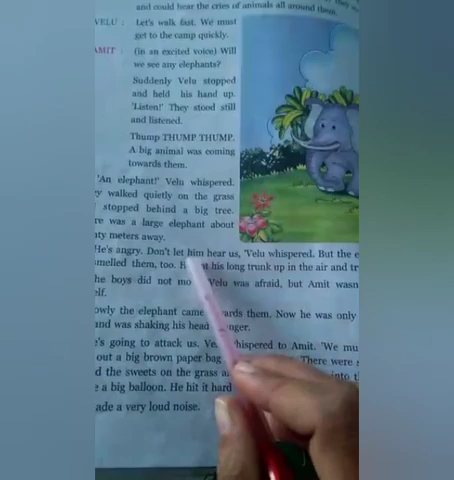 and could hear the cries of animals all around them.
VELU : Let's walk fast. We must
get to the camp quickly.
AMIT : (in an excited voice) Will
we see any elephants?
Suddenly Velu stopped
and held his hand up.
'Listen!' They stood still
and listened.
Thump THUMP THUMP.
A big animal was coming
towards them.
'An elephant!' Velu whispered.
y walked quietly on the grass
stopped behind a big tree.
re was a large elephant about
ty meters away.
He's angry. Don't let him hear us, 'Velu whispered. But the e
smelled them, too. his long trunk up in the air and tr
he boys did not Velu was afraid, but Amit wasn
elf.
owly the elephant came them. Now he was only
and was shaking his head
's going to attack us. to Amit. 'We mu
out a big brown paper bag There were
d the sweets on the grass into
e a big balloon. He hit it hard
ade a very loud noise.